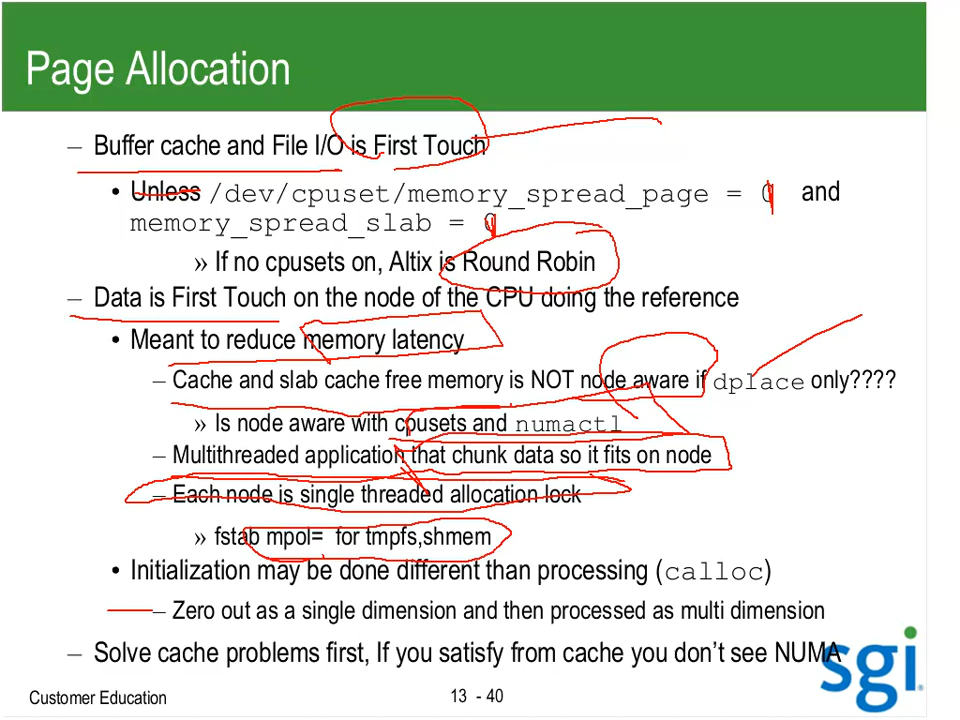 Page Allocation
– Buffer cache and File I/O is First Touch
• Unless /dev/cpuset/memory_spread_page = 0 and
memory_spread_slab = 0
» If no cpusets on, Altix is Round Robin
– Data is First Touch on the node of the CPU doing the reference
• Meant to reduce memory latency
– Cache and slab cache free memory is NOT node aware if dplace only????
» Is node aware with cpusets and numactl
– Multithreaded application that chunk data so it fits on node
– Each node is single threaded allocation lock
» fstab mpol= for tmpfs,shmem
• Initialization may be done different than processing (calloc)
– Zero out as a single dimension and then processed as multi dimension
– Solve cache problems first, If you satisfy from cache you don't see NUMA
sgi
Customer Education
13 - 40